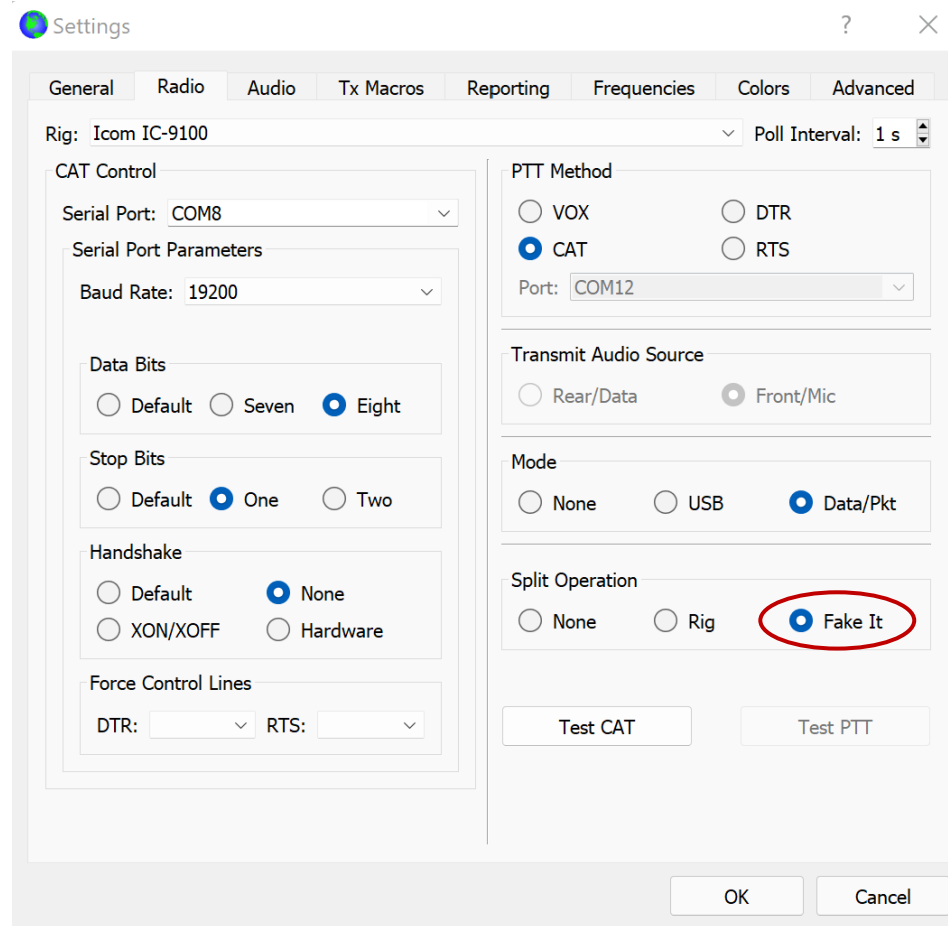 Settings ?
General Radio Audio Tx Macros Reporting Frequencies Colors Advanced
Rig: Icom IC-9100 Poll Interval: 1 s
CAT Control
Serial Port: COM8
Serial Port Parameters
Baud Rate: 19200
Data Bits
Default Seven Eight
Stop Bits
Default One Two
Handshake
Default None
XON/XOFF Hardware
Force Control Lines
DTR: RTS:
PTT Method
VOX DTR
CAT RTS
Port: COM12
Transmit Audio Source
Rear/Data Front/Mic
Mode
None USB Data/Pkt
Split Operation
None Rig Fake It
Test CAT Test PTT
OK Cancel